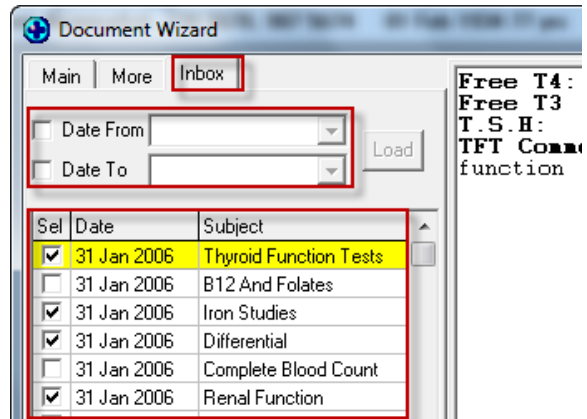 Document Wizard
Main More Inbox
Date From
Date To
Load
Sel Date Subject
31 Jan 2006 Thyroid Function Tests
31 Jan 2006 B12 And Folates
31 Jan 2006 Iron Studies
31 Jan 2006 Differential
31 Jan 2006 Complete Blood Count
31 Jan 2006 Renal Function
Free T4:
Free T3
T.S.H:
TFT
function